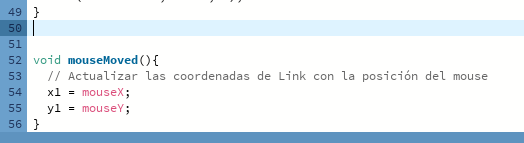 49 }
50
51
52 void mouseMoved(){
53 // Actualizar las coordenadas de Link con la posición del mouse
54 x1 = mouseX;
55 y1 = mouseY;
56 }